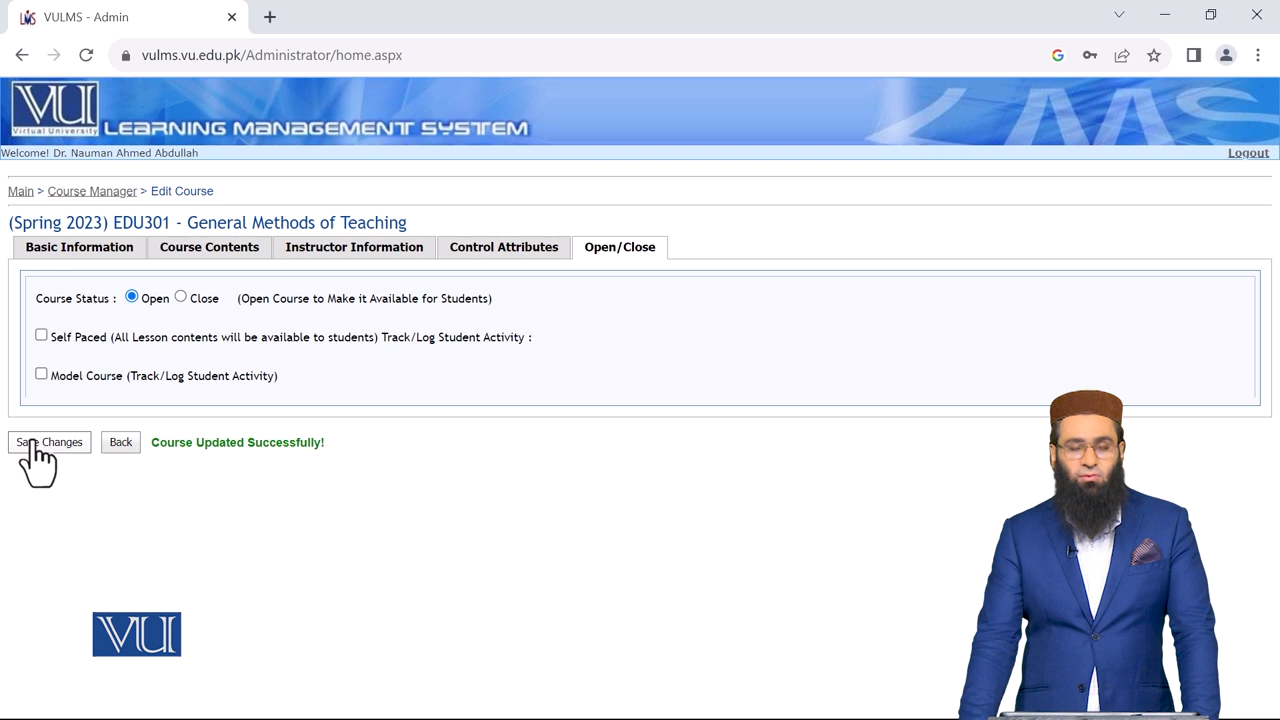 VULMS - Admin
vulms.vu.edu.pk/Administrator/home.aspx
VU
Virtual University
LEARNING MANAGEMENT SYSTEM
LMS
Welcome! Dr. Nauman Ahmed Abdullah
Logout
Main > Course Manager > Edit Course
(Spring 2023) EDU301 - General Methods of Teaching
Basic Information Course Contents Instructor Information Control Attributes Open/Close
Course Status : Open Close (Open Course to Make it Available for Students)
Self Paced (All Lesson contents will be available to students) Track/Log Student Activity :
Model Course (Track/Log Student Activity)
Save Changes Back Course Updated Successfully!
VU